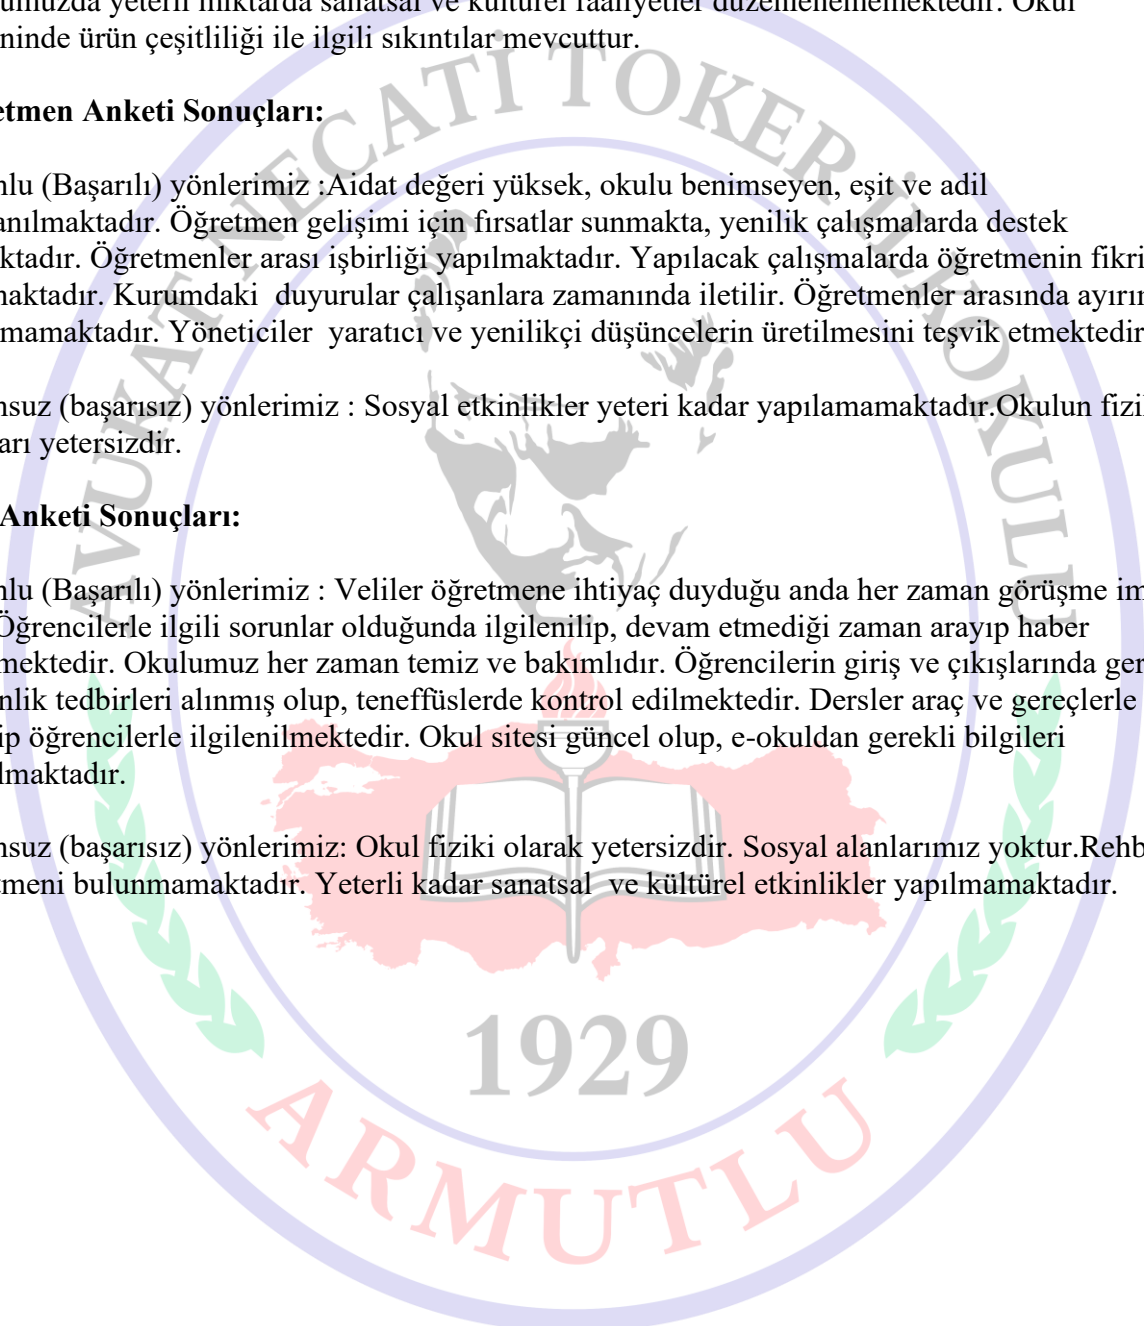 umuzda yeterli miktarda sanatsal ve kültürel faaliyetler düzenlenememektedir. Okul
ninde ürün çeşitliliği ile ilgili sıkıntılar mevcuttur.
etmen Anketi Sonuçları:
nlu (Başarılı) yönlerimiz :Aidat değeri yüksek, okulu benimseyen, eşit ve adil
anılmaktadır. Öğretmen gelişimi için fırsatlar sunmakta, yenilik çalışmalarda destek
ktadır. Öğretmenler arası işbirliği yapılmaktadır. Yapılacak çalışmalarda öğretmenin fikri
naktadır. Kurumdaki  duyurular çalışanlara zamanında iletilir. Öğretmenler arasında ayırın
mamaktadır. Yöneticiler  yaratıcı ve yenilikçi düşüncelerin üretilmesini teşvik etmektedir
nsuz (başarısız) yönlerimiz : Sosyal etkinlikler yeteri kadar yapılamamaktadır.Okulun fizil
arı yetersizdir.
Anketi Sonuçları:
nlu (Başarılı) yönlerimiz : Veliler öğretmene ihtiyaç duyduğu anda her zaman görüşme im
Öğrencilerle ilgili sorunlar olduğunda ilgilenilip, devam etmediği zaman arayıp haber
mektedir. Okulumuz her zaman temiz ve bakımlıdır. Öğrencilerin giriş ve çıkışlarında ger
nlik tedbirleri alınmış olup, teneffüslerde kontrol edilmektedir. Dersler araç ve gereçlerle
ip öğrencilerle ilgilenilmektedir. Okul sitesi güncel olup, e-okuldan gerekli bilgileri
lmaktadır.
nsuz (başarısız) yönlerimiz: Okul fiziki olarak yetersizdir. Sosyal alanlarımız yoktur.Rehb
tmeni bulunmamaktadır. Yeterli kadar sanatsal  ve kültürel etkinlikler yapılmamaktadır.
AVUKAT NECATİ TOKER İLKOKULU
1929
ARMUTLU